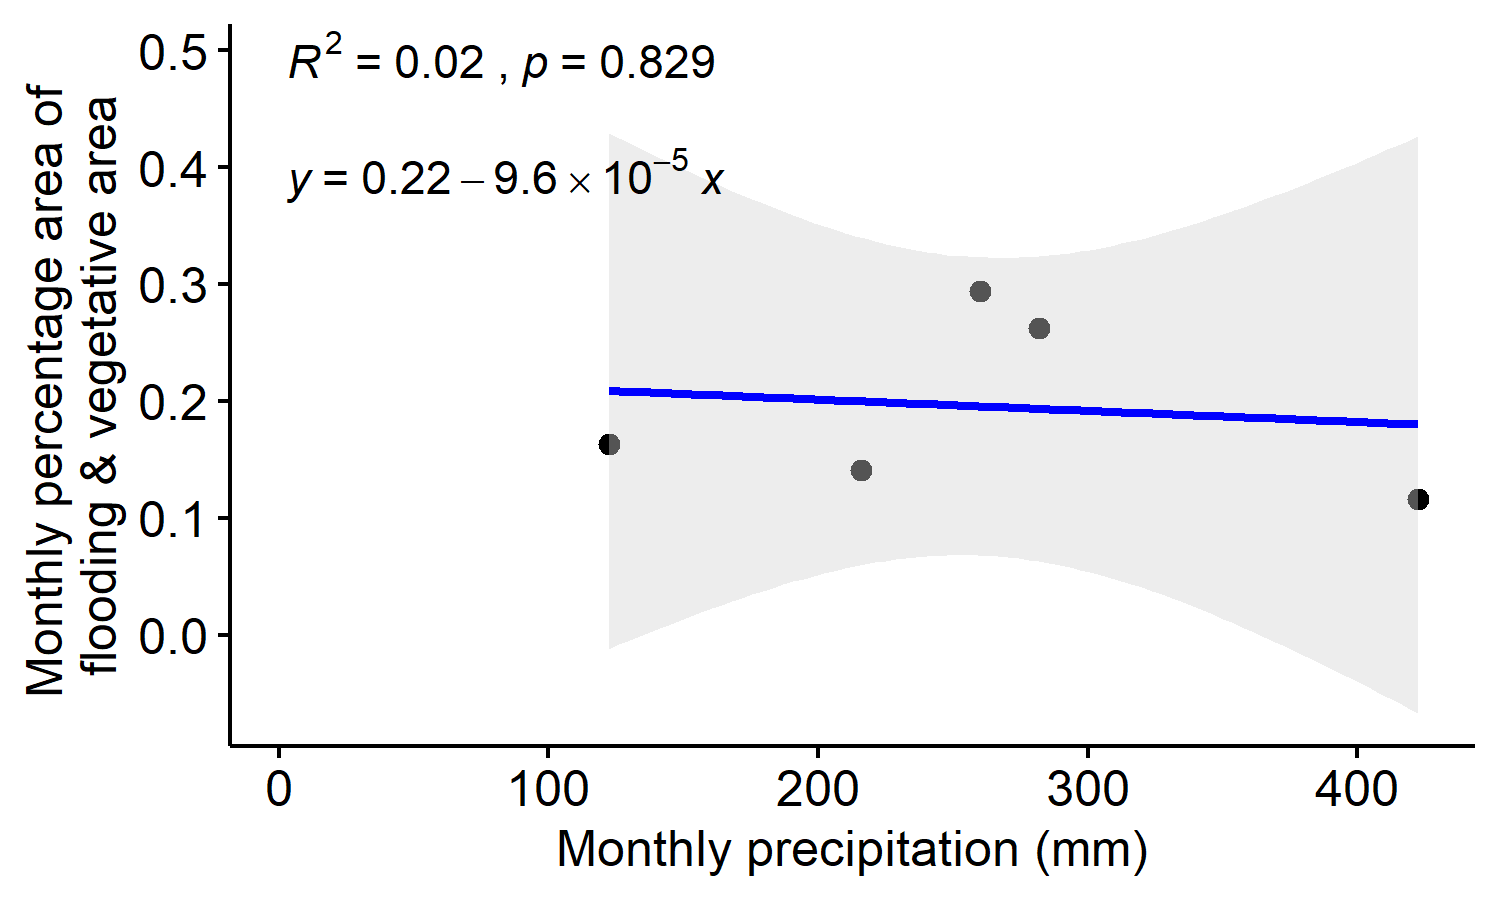 R² = 0.02 , p = 0.829
y = 0.22 − 9.6 × 10⁻⁵ x
Monthly percentage area of
flooding & vegetative area
0.5
0.4
0.3
0.2
0.1
0.0
0 100 200 300 400
Monthly precipitation (mm)